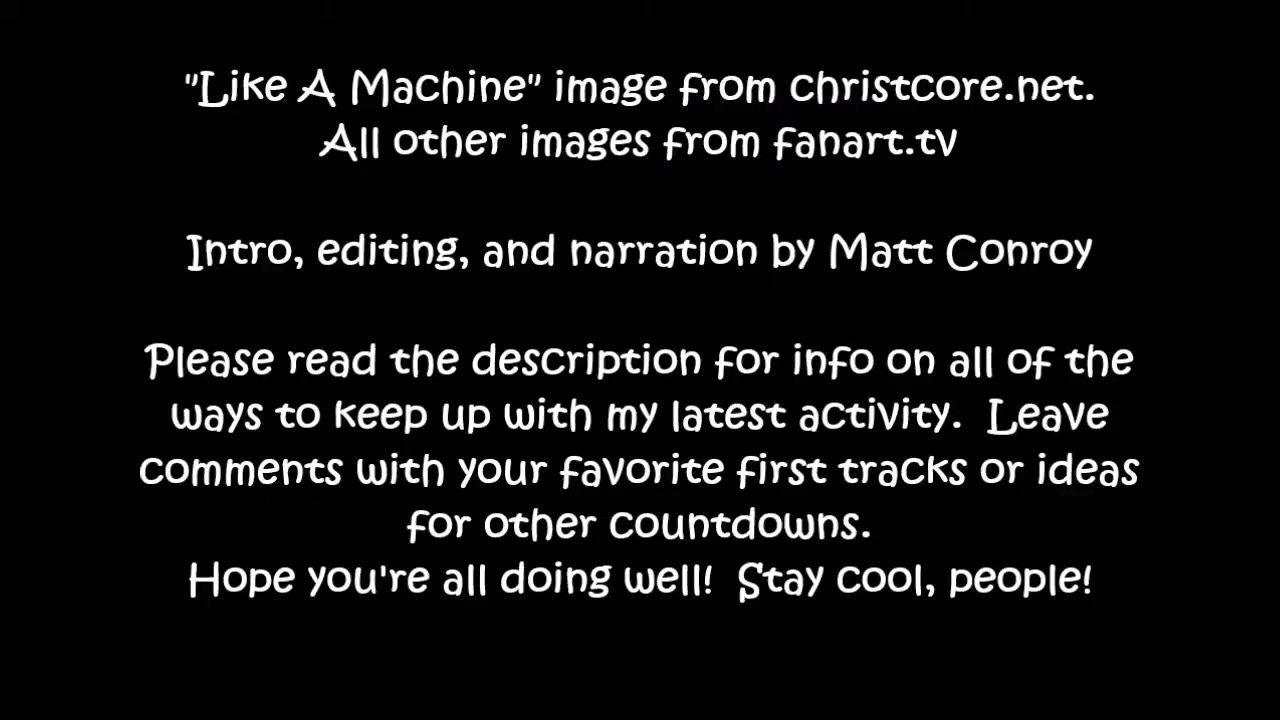 "Like A Machine" image from christcore.net.
All other images from fanart.tv
Intro, editing, and narration by Matt Conroy
Please read the description for info on all of the
ways to keep up with my latest activity.  Leave
comments with your favorite first tracks or ideas
for other countdowns.
Hope you're all doing well!  Stay cool, people!